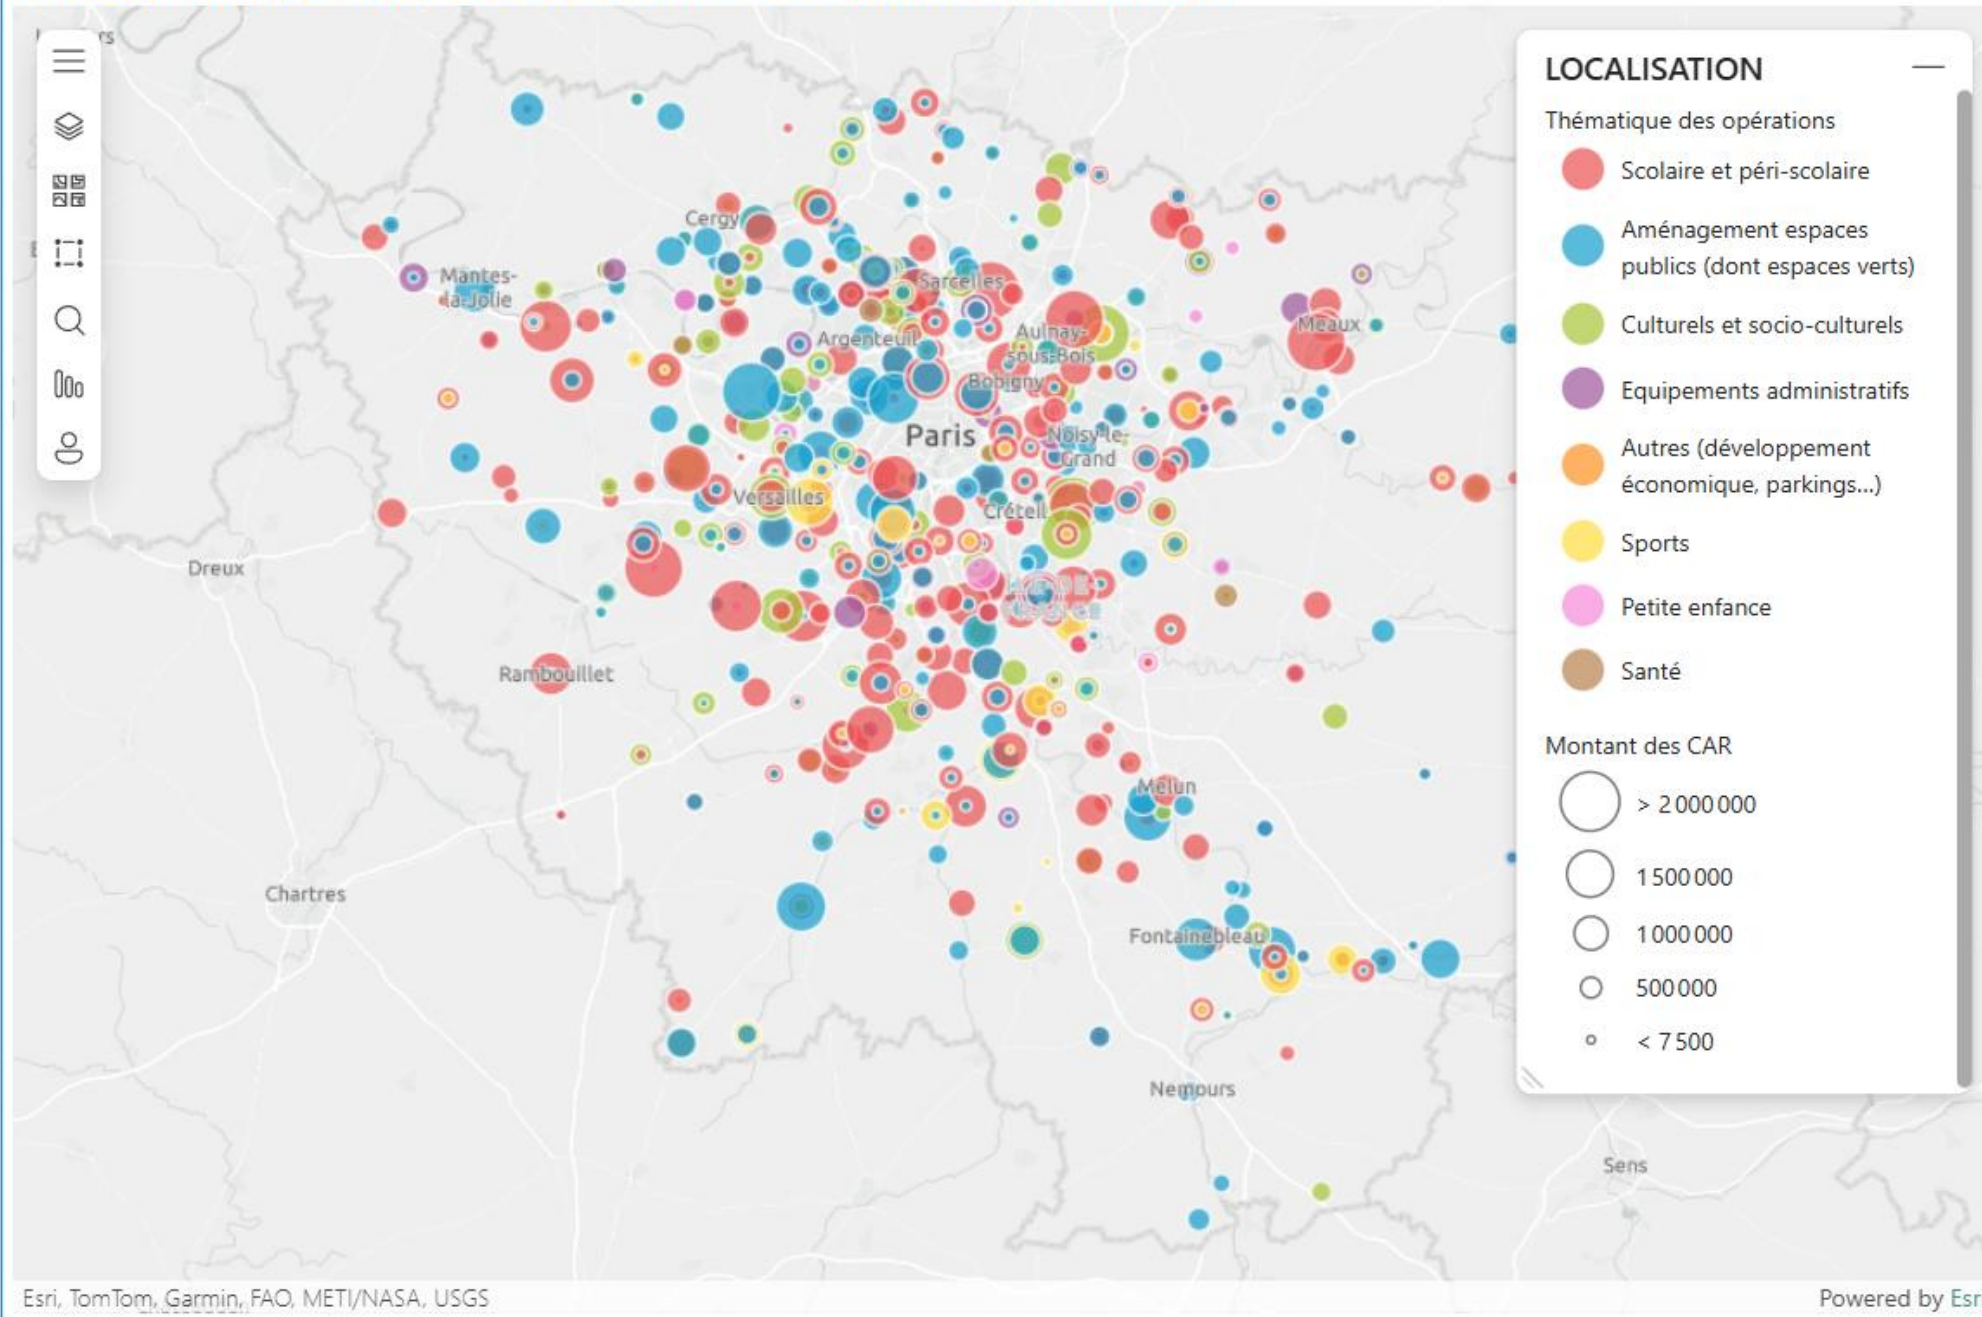 LOCALISATION
Thématique des opérations
Scolaire et péri-scolaire
Aménagement espaces
publics (dont espaces verts)
Culturels et socio-culturels
Equipements administratifs
Autres (développement
économique, parkings...)
Sports
Petite enfance
Santé
Montant des CAR
> 2 000 000
1 500 000
1 000 000
500 000
< 7 500
Cergy
Mantes-
la-Jolie
Sarcelles
Argenteuil
Aulnay-
sous-Bois
Meaux
Bobigny
Paris
Noisy-le-
Grand
Versailles
Créteil
Dreux
Rambouillet
Melun
Chartres
Fontainebleau
Nemours
Sens
Esri, TomTom, Garmin, FAO, METI/NASA, USGS
Powered by Esr